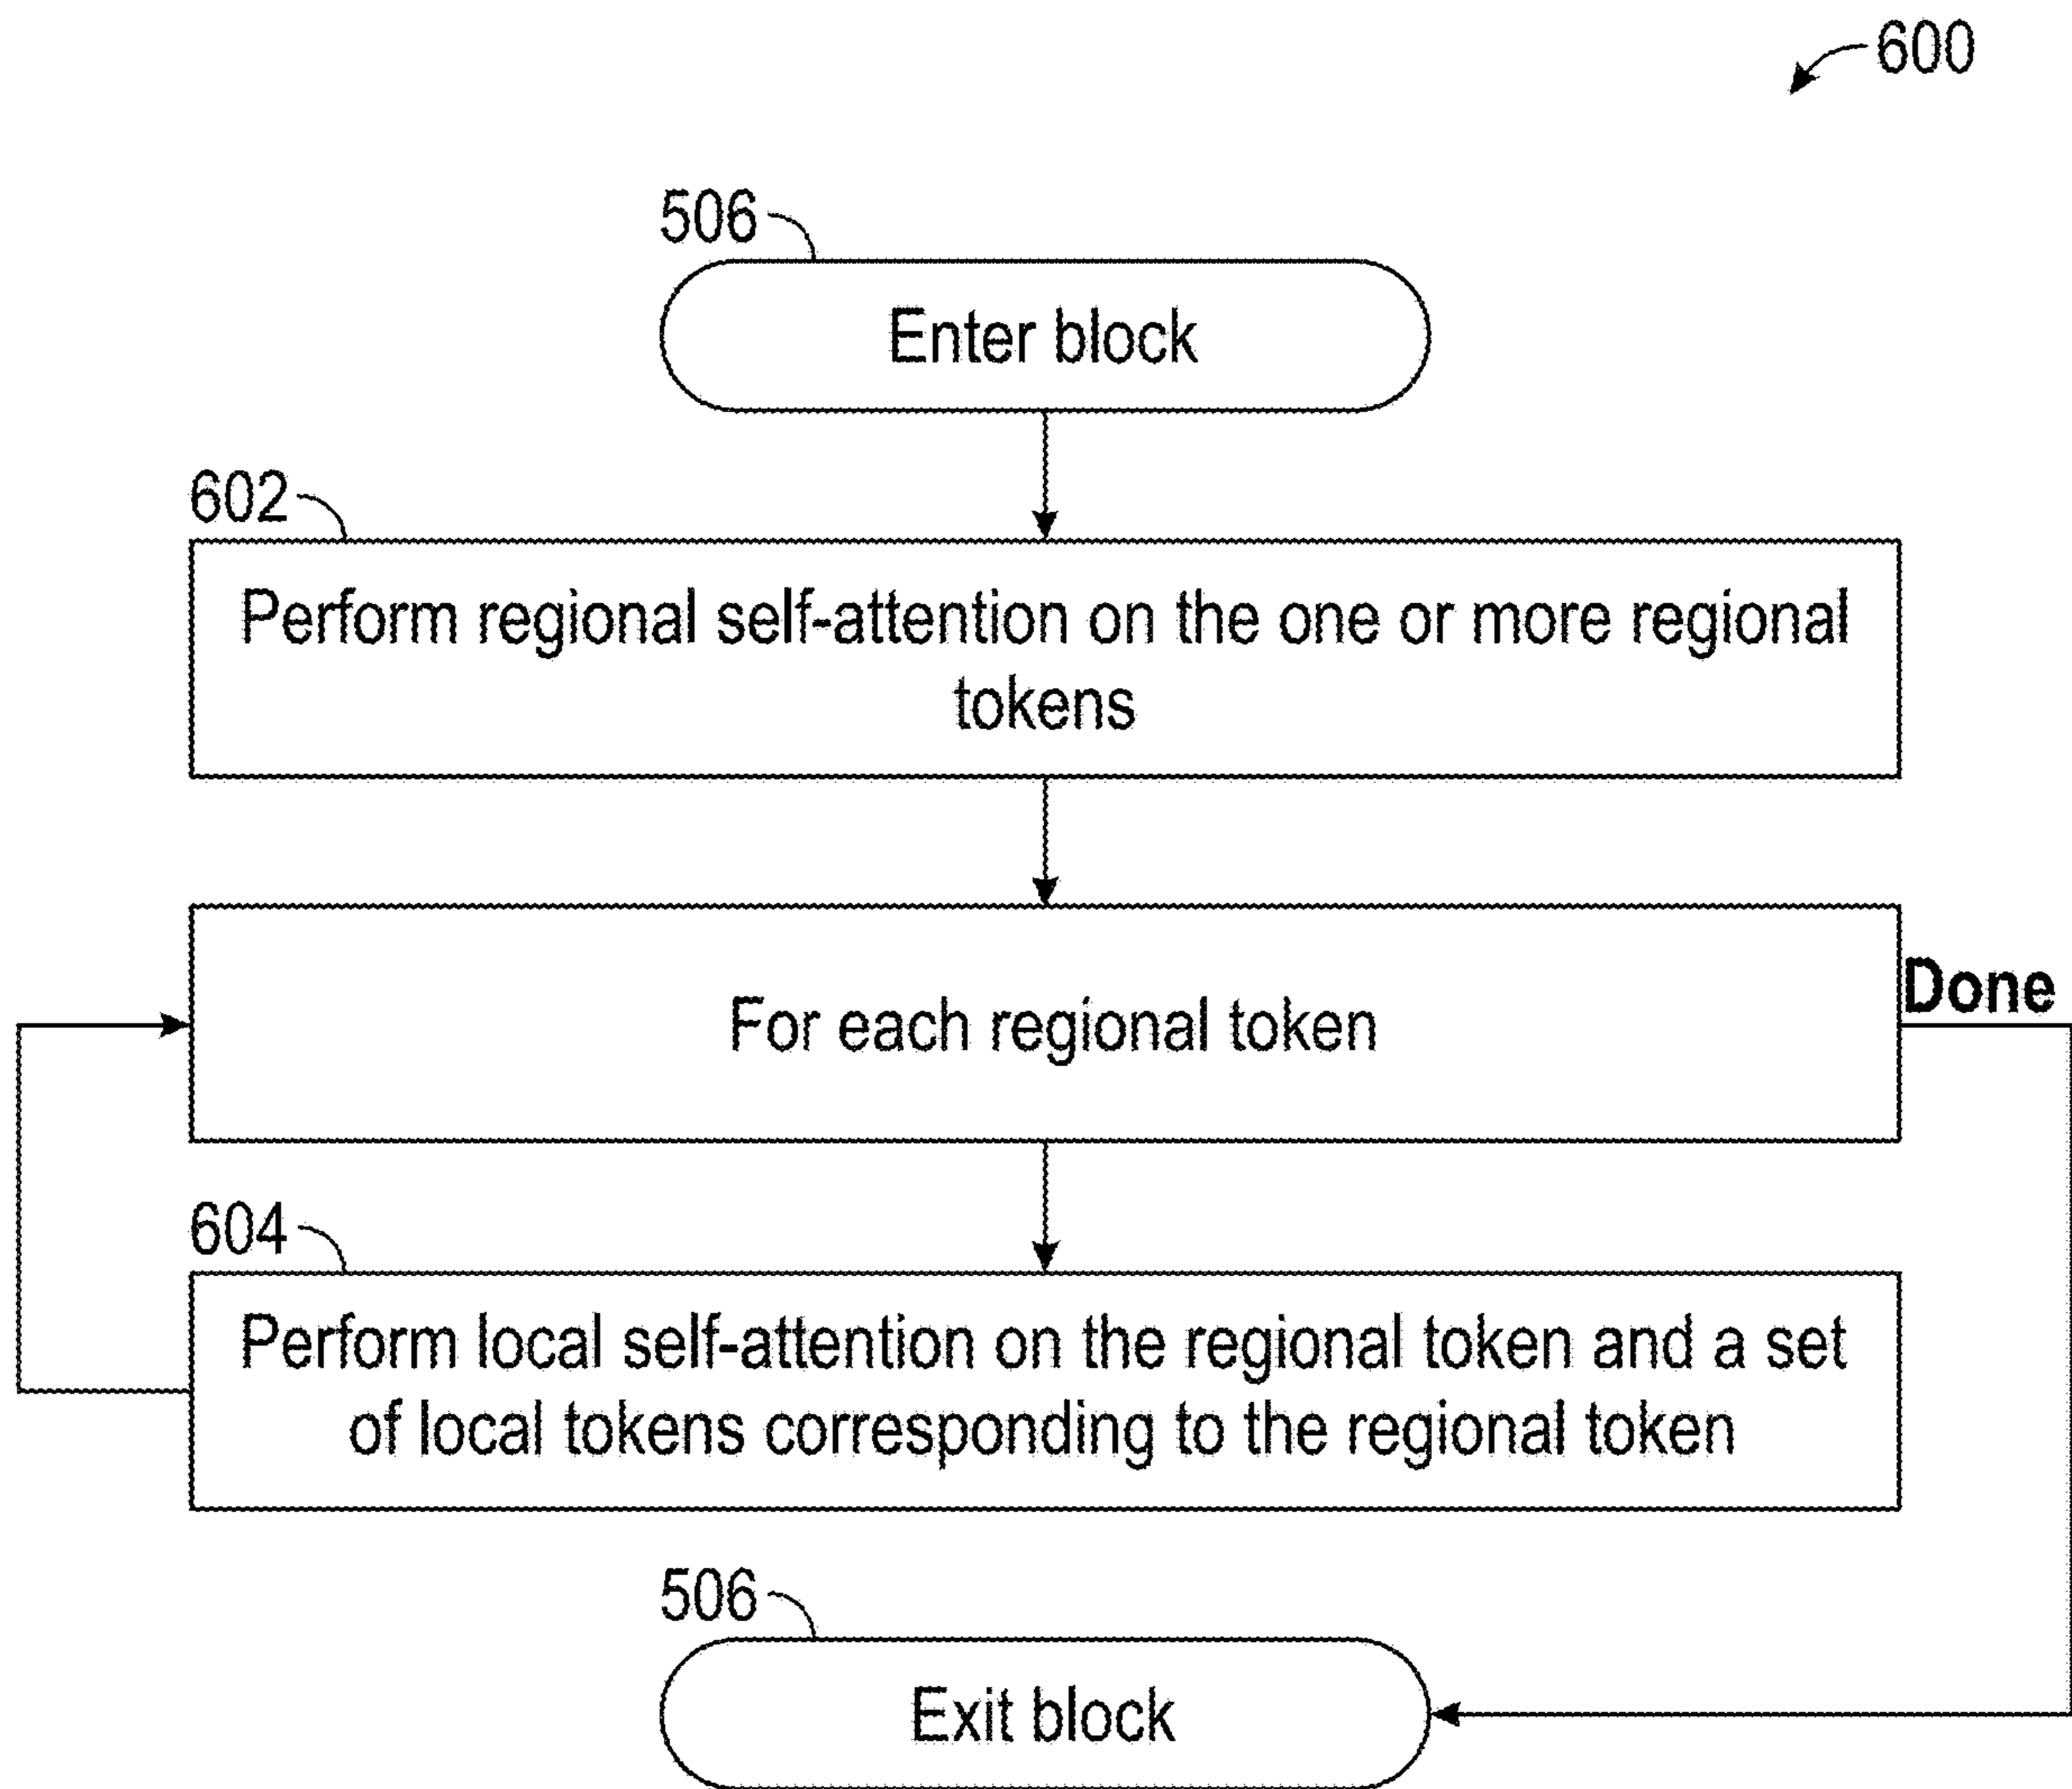 600
506
Enter block
602
Perform regional self-attention on the one or more regional
tokens
For each regional token
Done
604
Perform local self-attention on the regional token and a set
of local tokens corresponding to the regional token
506
Exit block